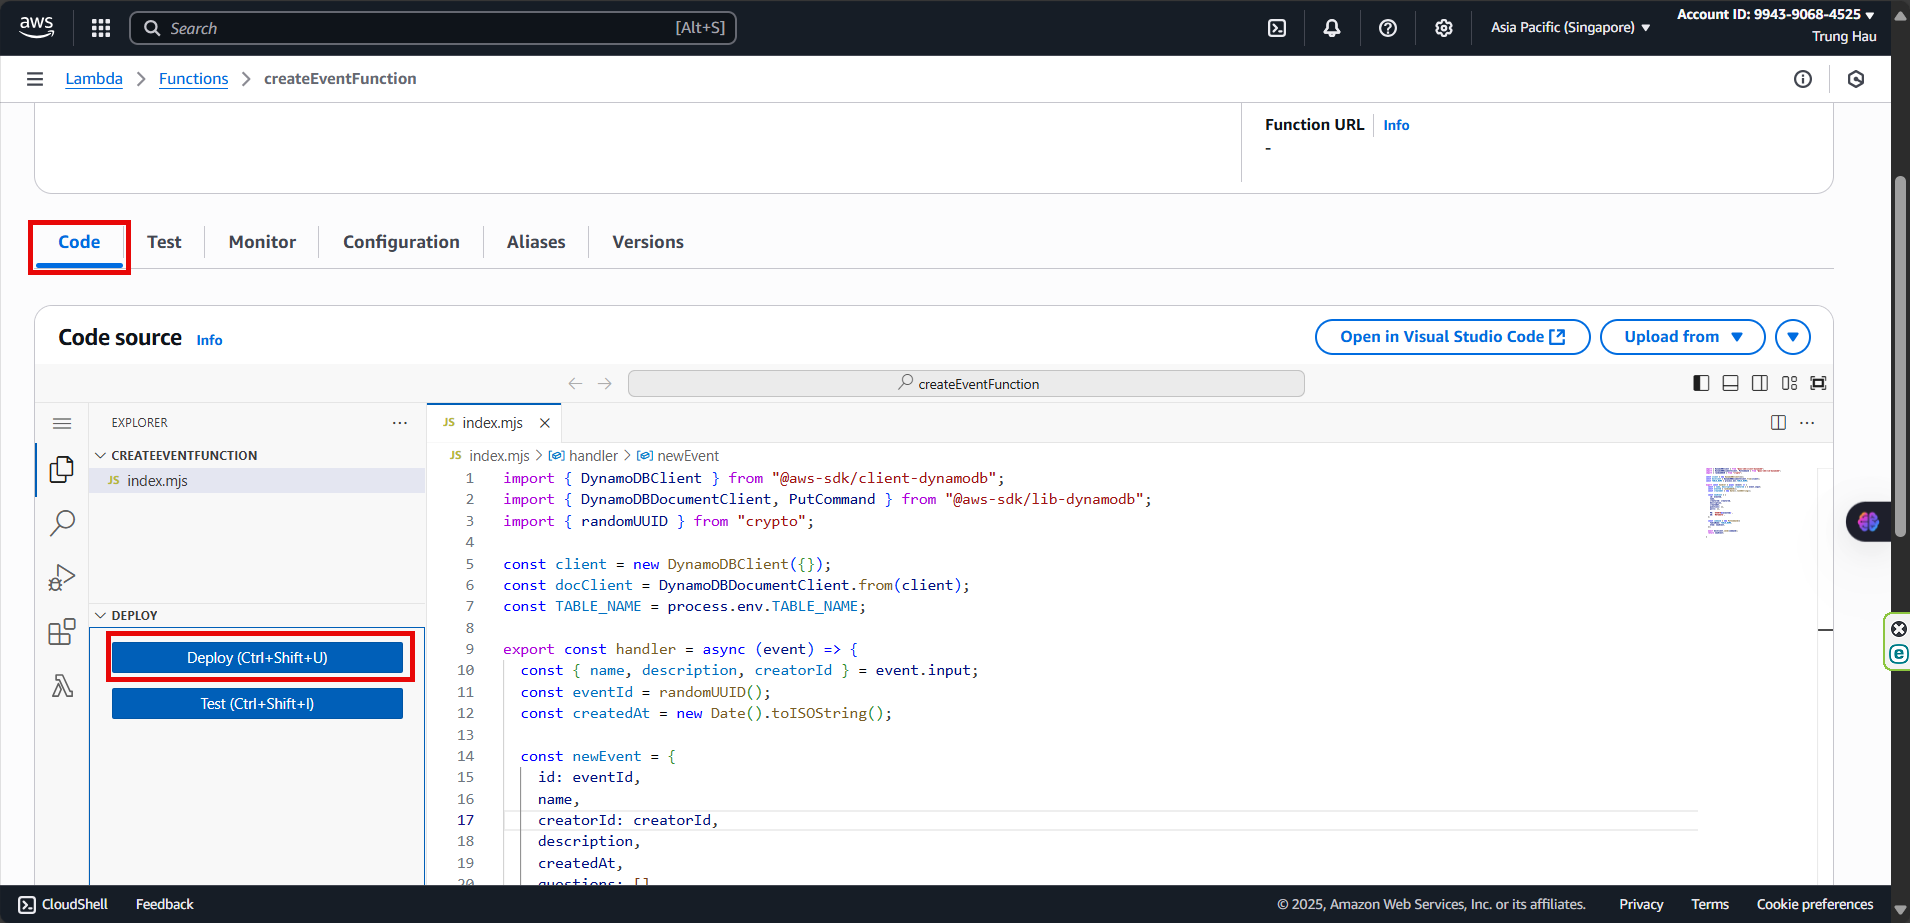 aws
Search [Alt+S]
Asia Pacific (Singapore)
Account ID: 9943-9068-4525
Trung Hau
Lambda > Functions > createEventFunction
Function URL Info
-
Code Test Monitor Configuration Aliases Versions
Code source Info
Open in Visual Studio Code Upload from
createEventFunction
EXPLORER
CREATEEVENTFUNCTION
JS index.mjs
DEPLOY
Deploy (Ctrl+Shift+U)
Test (Ctrl+Shift+I)
JS index.mjs
JS index.mjs > handler > newEvent
1 import { DynamoDBClient } from "@aws-sdk/client-dynamodb";
2 import { DynamoDBDocumentClient, PutCommand } from "@aws-sdk/lib-dynamodb";
3 import { randomUUID } from "crypto";
4
5 const client = new DynamoDBClient({});
6 const docClient = DynamoDBDocumentClient.from(client);
7 const TABLE_NAME = process.env.TABLE_NAME;
8
9 export const handler = async (event) => {
10 const { name, description, creatorId } = event.input;
11 const eventId = randomUUID();
12 const createdAt = new Date().toISOString();
13
14 const newEvent = {
15 id: eventId,
16 name,
17 creatorId: creatorId,
18 description,
19 createdAt,
20 questions: []
CloudShell Feedback
© 2025, Amazon Web Services, Inc. or its affiliates. Privacy Terms Cookie preferences